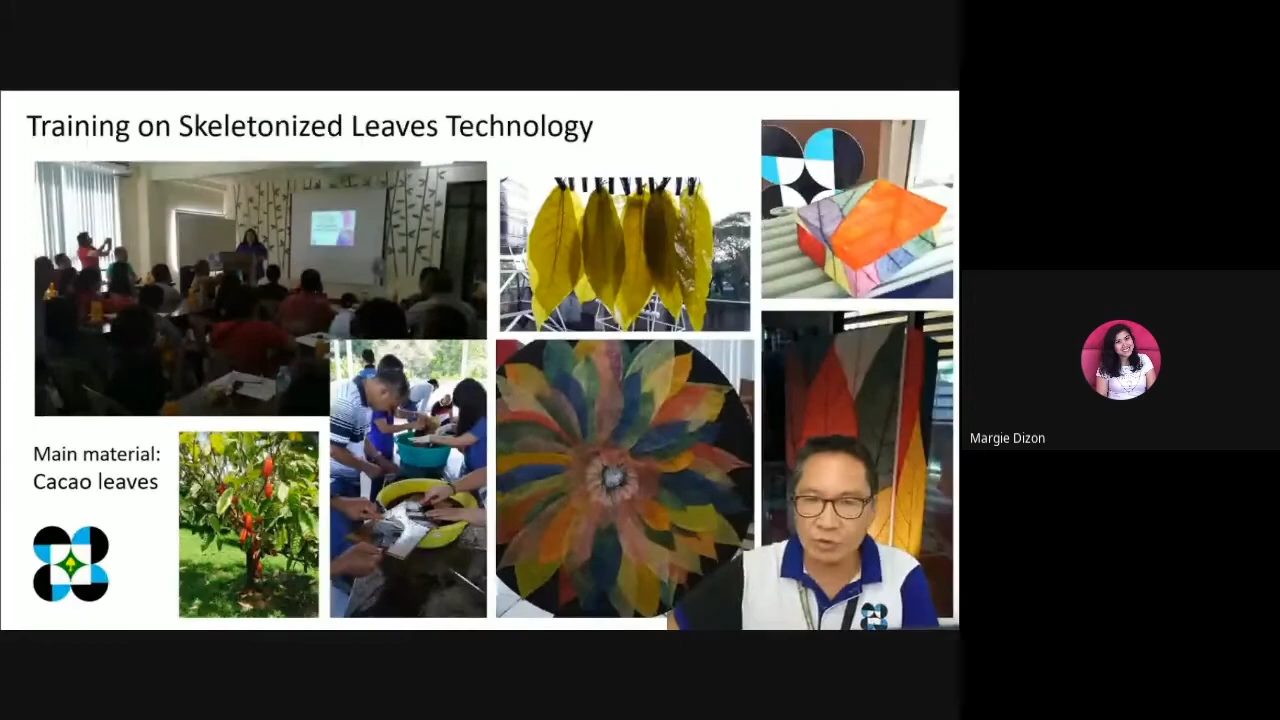 Training on Skeletonized Leaves Technology
Main material:
Cacao leaves
Margie Dizon